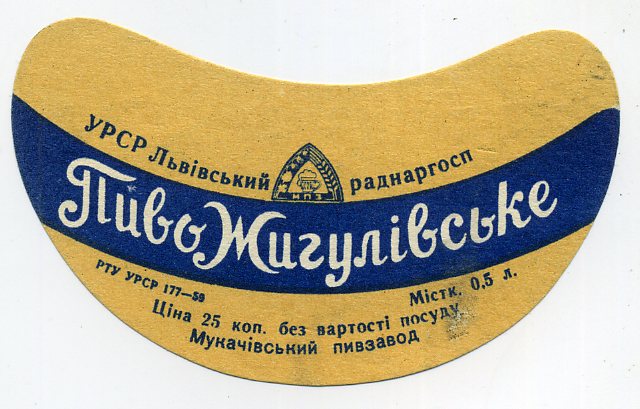 УРСР Львівський раднаргосп
МПЗ
Пиво Жигулівське
РТУ УРСР 177—59
Містк. 0,5 л.
Ціна 25 коп. без вартості посуду.
Мукачівський пивзавод